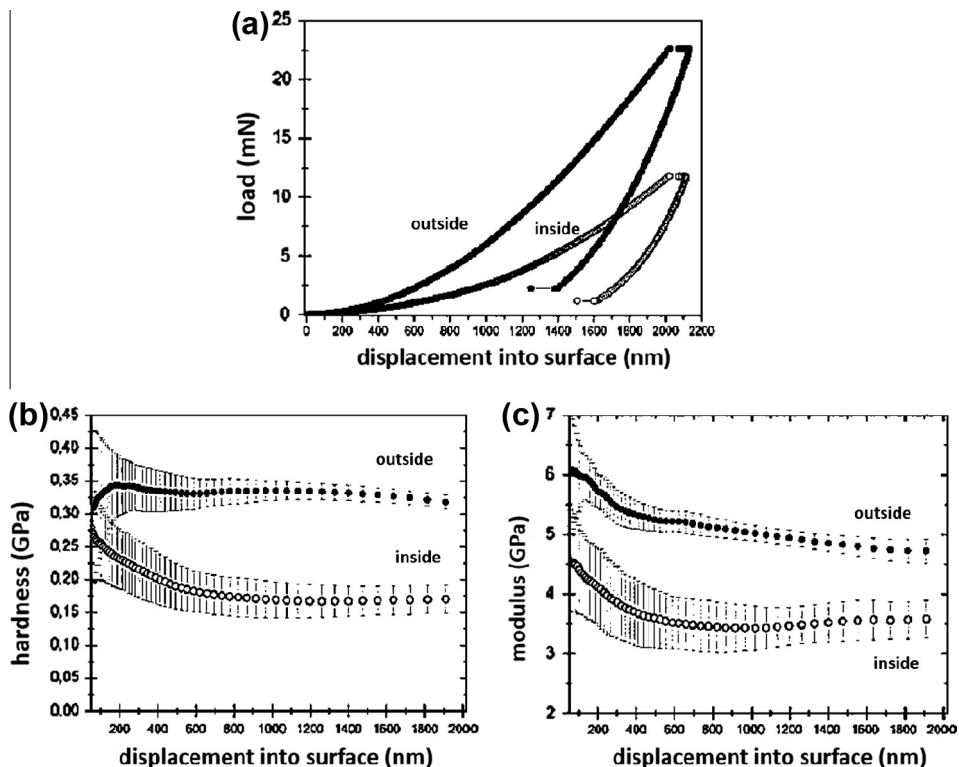 (a)
25
20
15
10
5
0
load (mN)
outside
inside
0 200 400 600 800 1000 1200 1400 1600 1800 2000 2200
displacement into surface (nm)
(b)
0,45
0,40
0,35
0,30
0,25
0,20
0,15
0,10
0,05
0,00
hardness (GPa)
outside
inside
200 400 600 800 1000 1200 1400 1600 1800 2000
displacement into surface (nm)
(c)
7
6
5
4
3
2
modulus (GPa)
outside
inside
200 400 600 800 1000 1200 1400 1600 1800 2000
displacement into surface (nm)